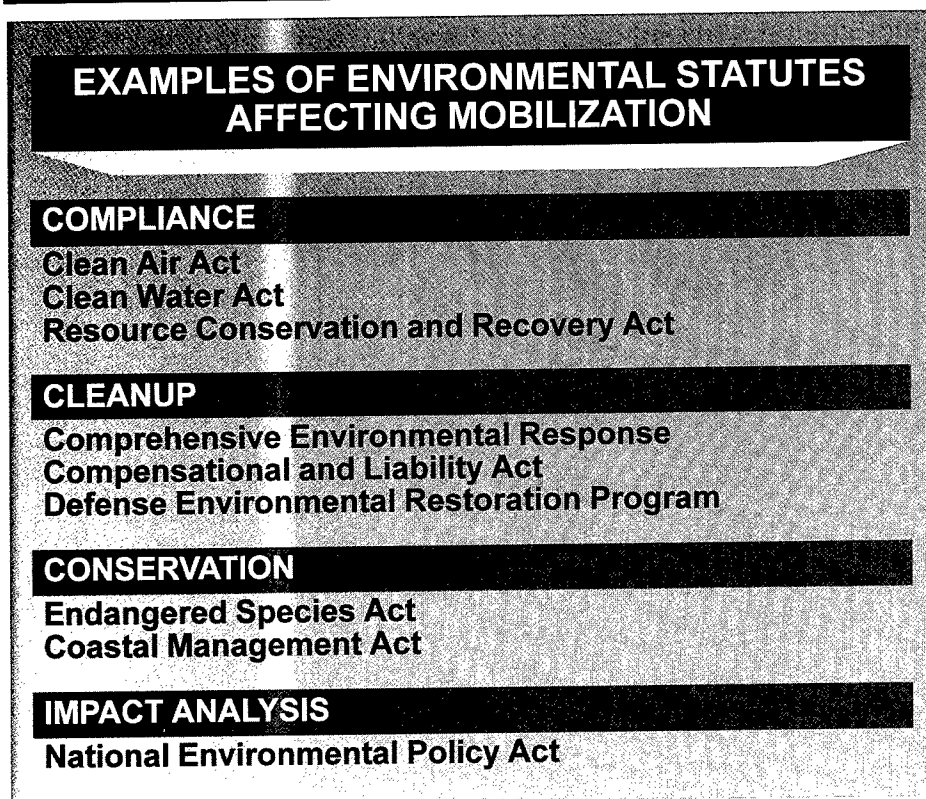 EXAMPLES OF ENVIRONMENTAL STATUTES
AFFECTING MOBILIZATION
COMPLIANCE
Clean Air Act
Clean Water Act
Resource Conservation and Recovery Act
CLEANUP
Comprehensive Environmental Response
Compensational and Liability Act
Defense Environmental Restoration Program
CONSERVATION
Endangered Species Act
Coastal Management Act
IMPACT ANALYSIS
National Environmental Policy Act